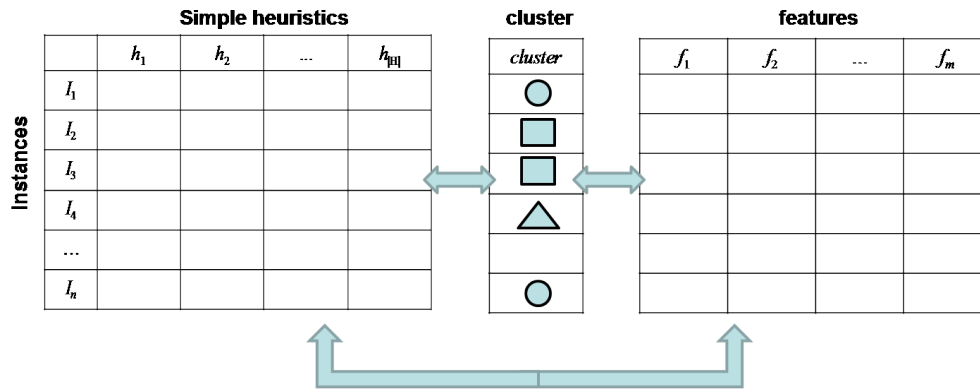 Simple heuristics cluster features
h₁ h₂ ... h|H| cluster f₁ f₂ ... fₘ
Instances
I₁
I₂
I₃
I₄
...
Iₙ